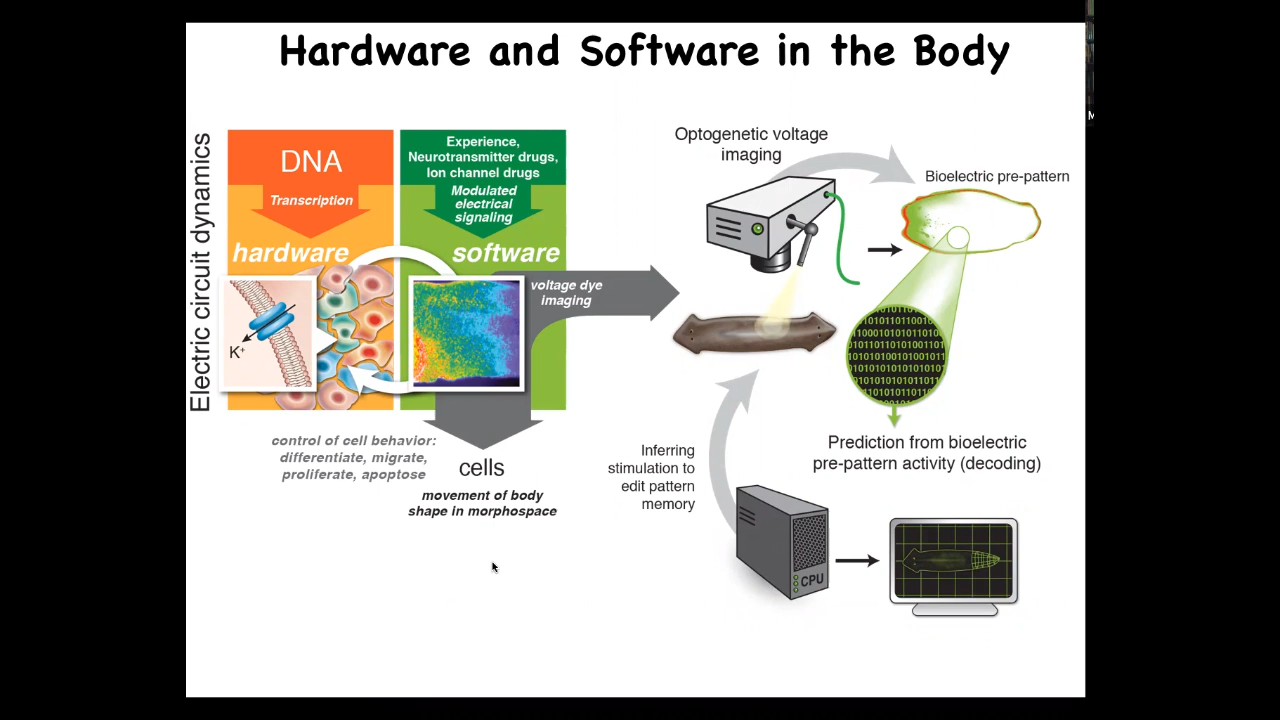 Hardware and Software in the Body
Electric circuit dynamics
DNA
Transcription
hardware
K+
Experience,
Neurotransmitter drugs,
Ion channel drugs
Modulated
electrical
signaling
software
voltage dye
imaging
control of cell behavior:
differentiate, migrate,
proliferate, apoptose
cells
movement of body
shape in morphospace
Optogenetic voltage
imaging
Bioelectric pre-pattern
Prediction from bioelectric
pre-pattern activity (decoding)
Inferring
stimulation to
edit pattern
memory
CPU
M